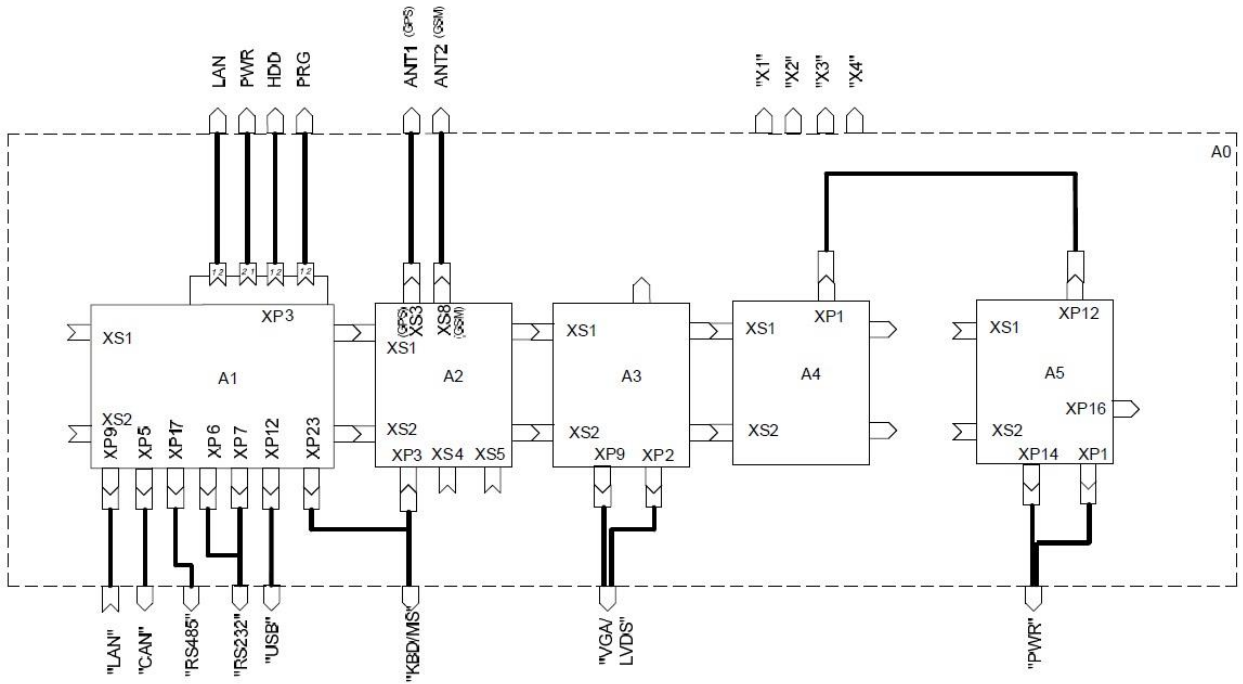 LAN
PWR
HDD
PRG
ANT1 (GPS)
ANT2 (GSM)
"X1"
"X2"
"X3"
"X4"
A0
1 2
2 1
1 2
1 2
XP3
XS1
A1
XS2
XP9
XP5
XP17
XP6
XP7
XP12
XP23
XS3
(GPS)
XS8
(GSM)
XS1
A2
XS2
XP3
XS4
XS5
XS1
A3
XS2
XP9
XP2
XP1
XS1
A4
XS2
XP12
XS1
A5
XP16
XS2
XP14
XP1
"LAN"
"CAN"
"RS485"
"RS232"
"USB"
"KBD/MS"
"VGA/
LVDS"
"PWR"